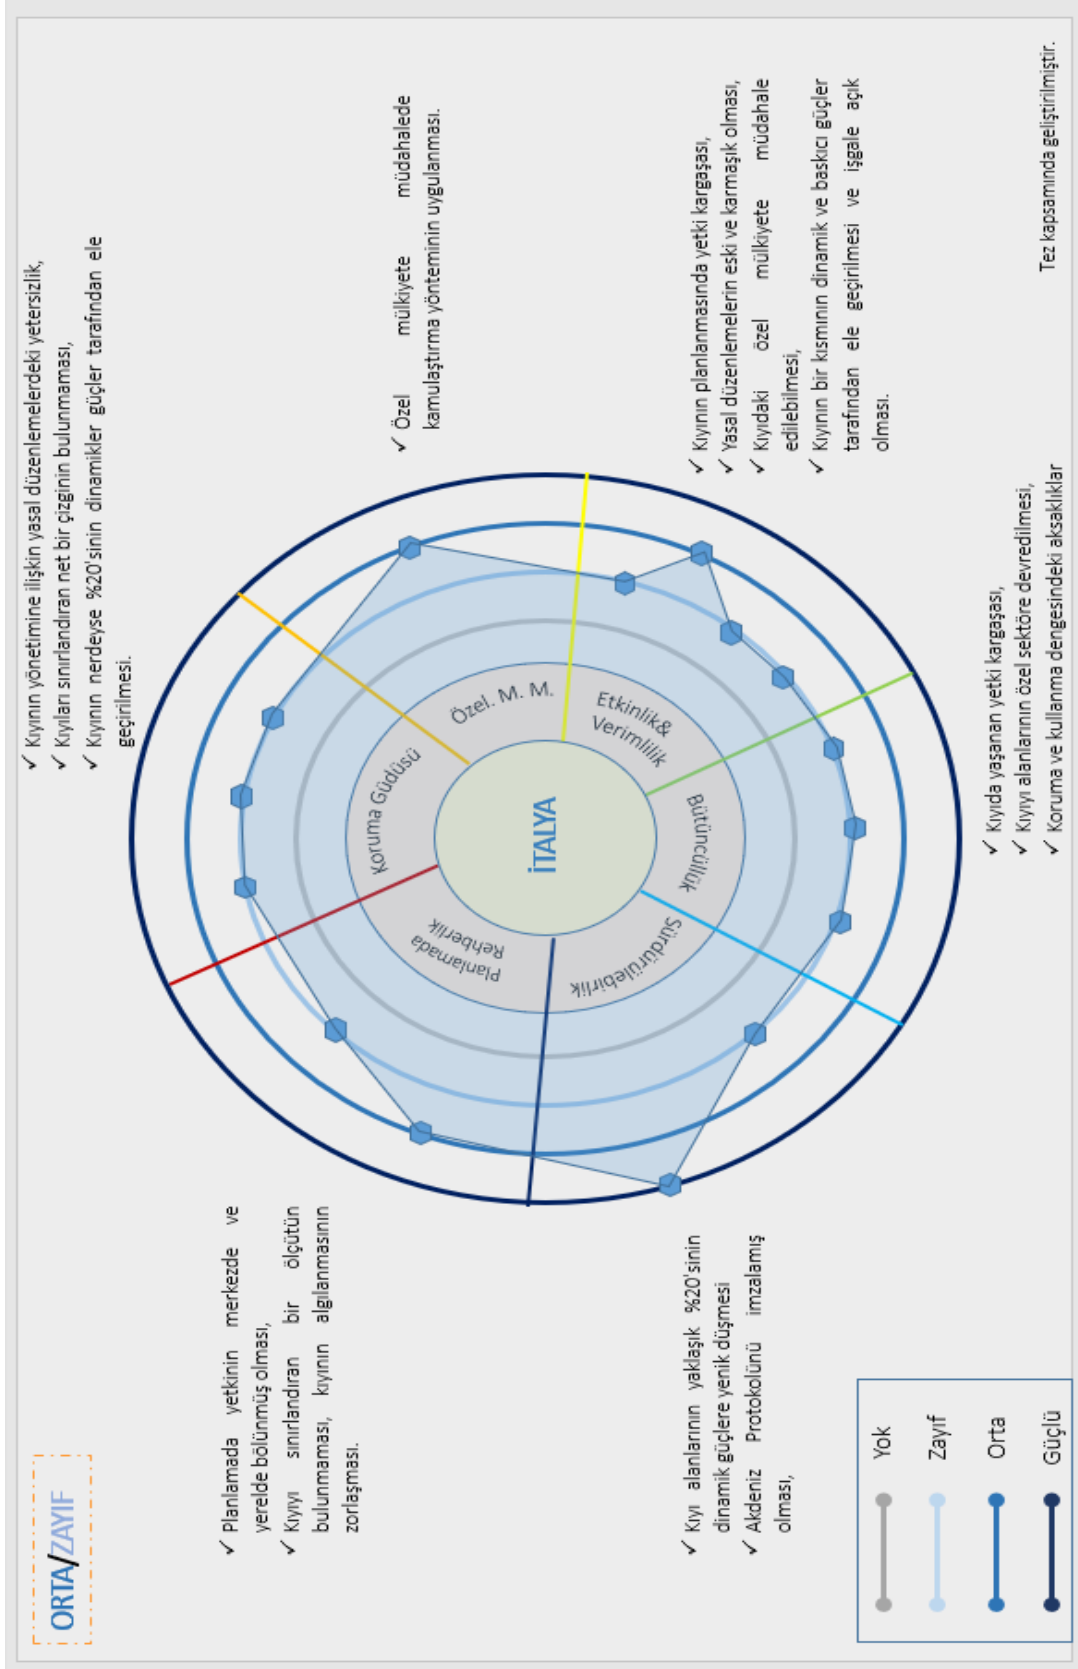 ORTA/ZAYIF
✓ Planlamada yetkinin merkezde ve
yerelde bölünmüş olması,
✓ Kıyıyı sınırlandıran bir ölçütün
bulunmaması, kıyının algılanmasının
zorlaşması.
✓ Kıyının yönetimine ilişkin yasal düzenlemelerdeki yetersizlik,
✓ Kıyıları sınırlandıran net bir çizginin bulunmaması,
✓ Kıyının nerdeyse %20'sinin dinamikler güçler tarafından ele
geçirilmesi.
✓ Özel mülkiyete müdahalede
kamulaştırma yönteminin uygulanması.
Planlamada
Rehberlik
Koruma Güdüsü
Özel. M. M.
İTALYA
Sürdürülebirlik
Bütüncüllük
Etkinlik&
Verimlilik
✓ Kıyı alanlarının yaklaşık %20'sinin
dinamik güçlere yenik düşmesi
✓ Akdeniz Protokolünü imzalamış
olması,
✓ Kıyıda yaşanan yetki kargaşası,
✓ Kıyıyı alanlarının özel sektöre devredilmesi,
✓ Koruma ve kullanma dengesindeki aksaklıklar
✓ Kıyının planlanmasında yetki kargaşası,
✓ Yasal düzenlemelerin eski ve karmaşık olması,
✓ Kıyıdaki özel mülkiyete müdahale
edilebilmesi,
✓ Kıyının bir kısmının dinamik ve baskıcı güçler
tarafından ele geçirilmesi ve işgale açık
olması.
Yok
Zayıf
Orta
Güçlü
Tez kapsamında geliştirilmiştir.